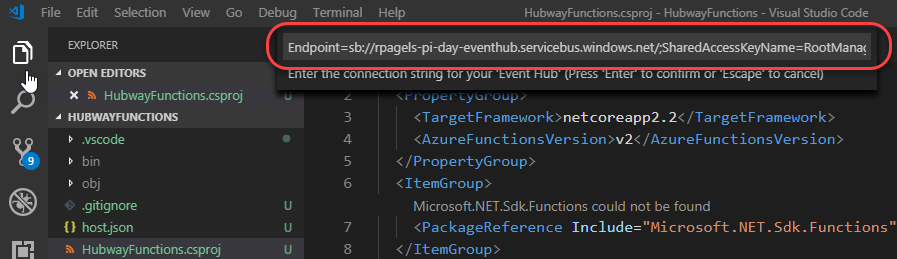 File Edit Selection View Go Debug Terminal Help HubwayFunctions.csproj - HubwayFunctions - Visual Studio Code
EXPLORER
Endpoint=sb://rpagels-pi-day-eventhub.servicebus.windows.net/;SharedAccessKeyName=RootManag
Enter the connection string for your 'Event Hub' (Press 'Enter' to confirm or 'Escape' to cancel)
OPEN EDITORS
HubwayFunctions.csproj U
HUBWAYFUNCTIONS
.vscode
bin
obj
.gitignore U
host.json U
HubwayFunctions.csproj U
9
2 <PropertyGroup>
3 <TargetFramework>netcoreapp2.2</TargetFramework>
4 <AzureFunctionsVersion>v2</AzureFunctionsVersion>
5 </PropertyGroup>
6 <ItemGroup>
Microsoft.NET.Sdk.Functions could not be found
7 <PackageReference Include="Microsoft.NET.Sdk.Functions"
8 </ItemGroup>